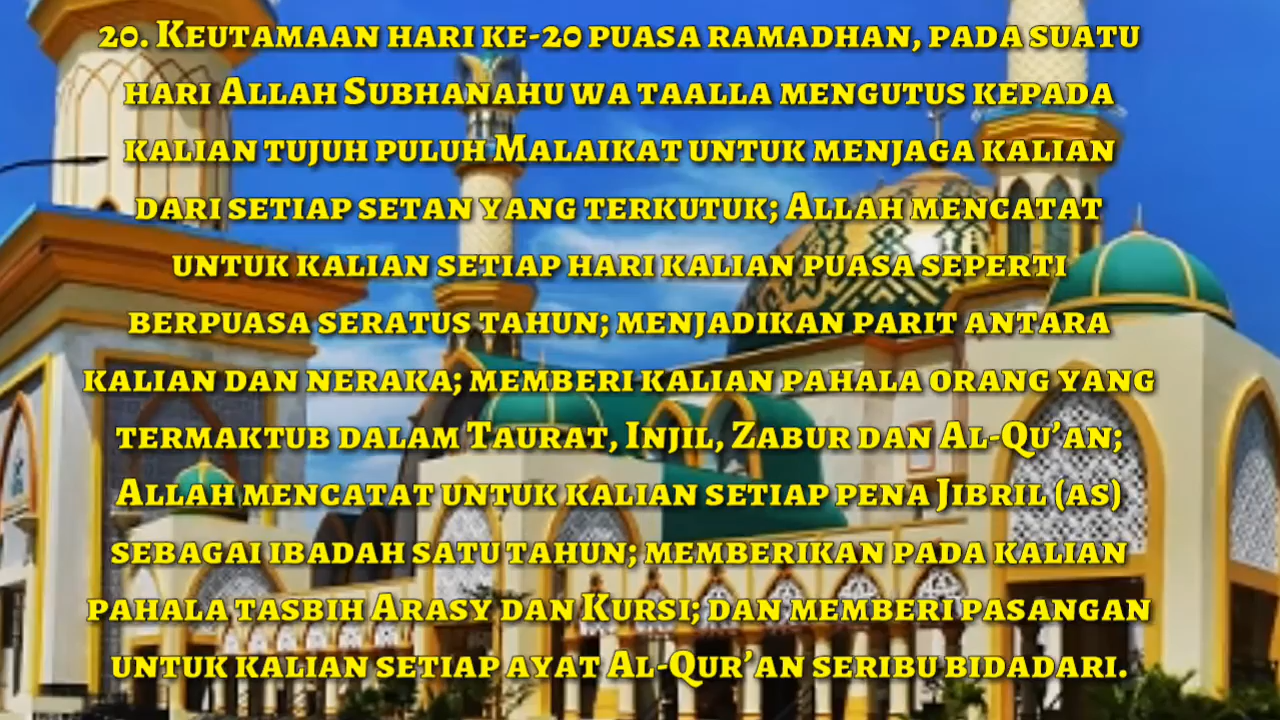 20. Keutamaan hari ke-20 puasa ramadhan, pada suatu
hari Allah Subhanahu wa taalla mengutus kepada
kalian tujuh puluh Malaikat untuk menjaga kalian
dari setiap setan yang terkutuk; Allah mencatat
untuk kalian setiap hari kalian puasa seperti
berpuasa seratus tahun; menjadikan parit antara
kalian dan neraka; memberi kalian pahala orang yang
termaktub dalam Taurat, Injil, Zabur dan Al-Qu’an;
Allah mencatat untuk kalian setiap pena Jibril (as)
sebagai ibadah satu tahun; memberikan pada kalian
pahala tasbih Arasy dan Kursi; dan memberi pasangan
untuk kalian setiap ayat Al-Qur’an seribu bidadari.